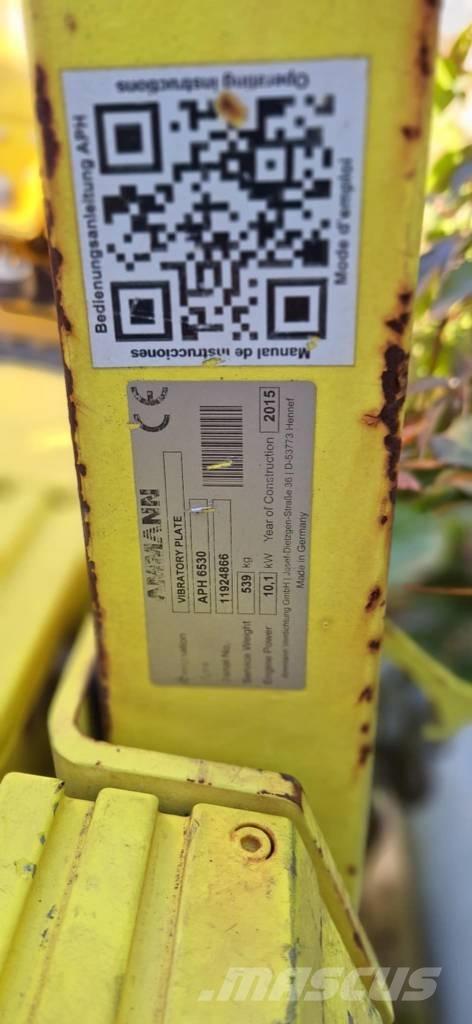 Operating instructions
Bedienungsanleitung APH
Mode d'emploi
Manual de instrucciones
CE
AMMANN
VIBRATORY PLATE
APH 6530
11924866
Service Weight 539 kg
Engine Power 10,1 kW Year of Construction 2015
Ammann Verdichtung GmbH | Josef-Dietzgen-Straße 36 | D-53773 Hennef
Made in Germany
MASCUS